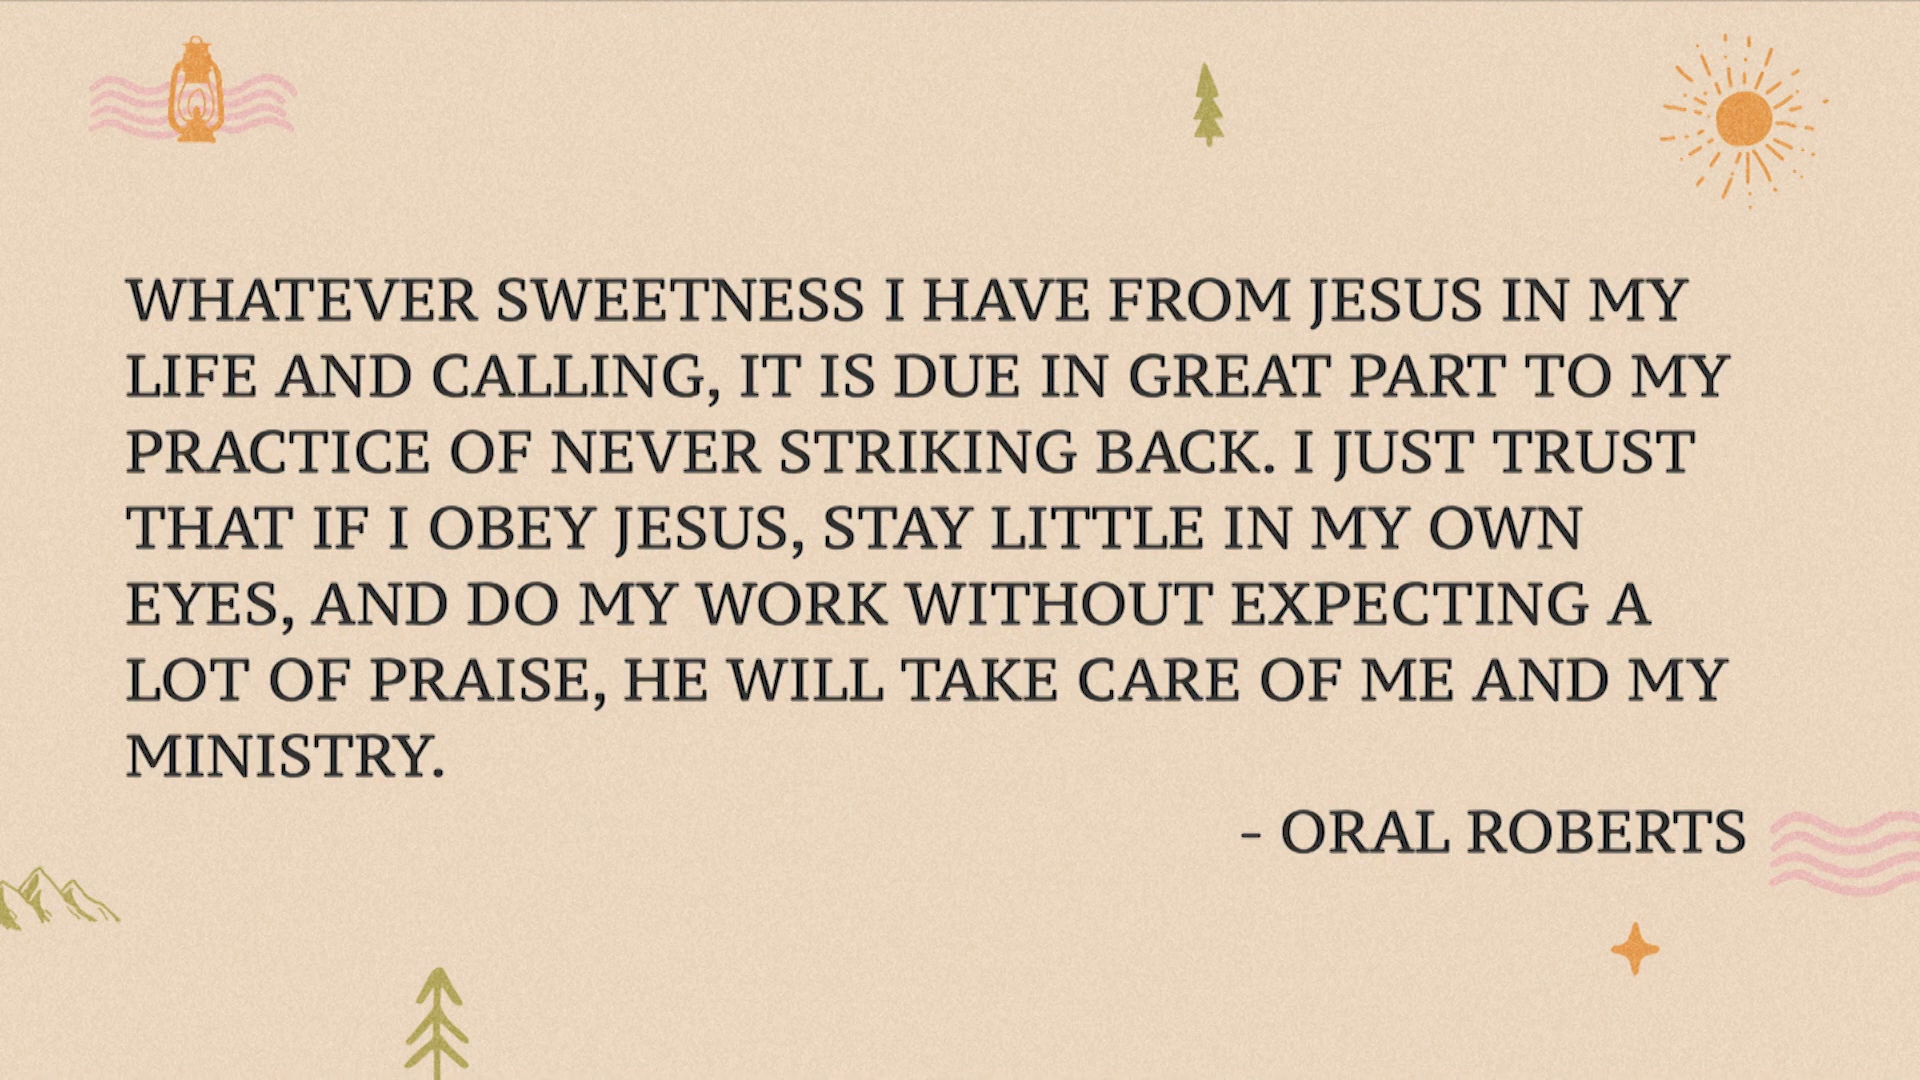 WHATEVER SWEETNESS I HAVE FROM JESUS IN MY
LIFE AND CALLING, IT IS DUE IN GREAT PART TO MY
PRACTICE OF NEVER STRIKING BACK. I JUST TRUST
THAT IF I OBEY JESUS, STAY LITTLE IN MY OWN
EYES, AND DO MY WORK WITHOUT EXPECTING A
LOT OF PRAISE, HE WILL TAKE CARE OF ME AND MY
MINISTRY.
- ORAL ROBERTS